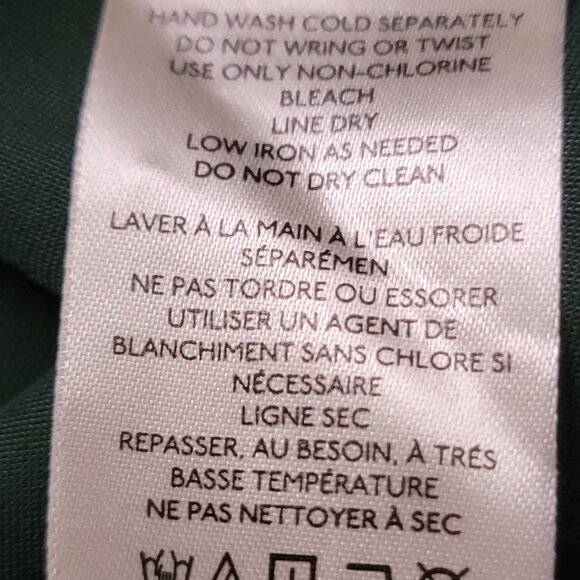 HAND WASH COLD SEPARATELY
DO NOT WRING OR TWIST
USE ONLY NON-CHLORINE
BLEACH
LINE DRY
LOW IRON AS NEEDED
DO NOT DRY CLEAN
LAVER À LA MAIN À L'EAU FROIDE
SÉPARÉMEN
NE PAS TORDRE OU ESSORER
UTILISER UN AGENT DE
BLANCHIMENT SANS CHLORE SI
NÉCESSAIRE
LIGNE SEC
REPASSER, AU BESOIN, À TRÉS
BASSE TEMPÉRATURE
NE PAS NETTOYER À SEC